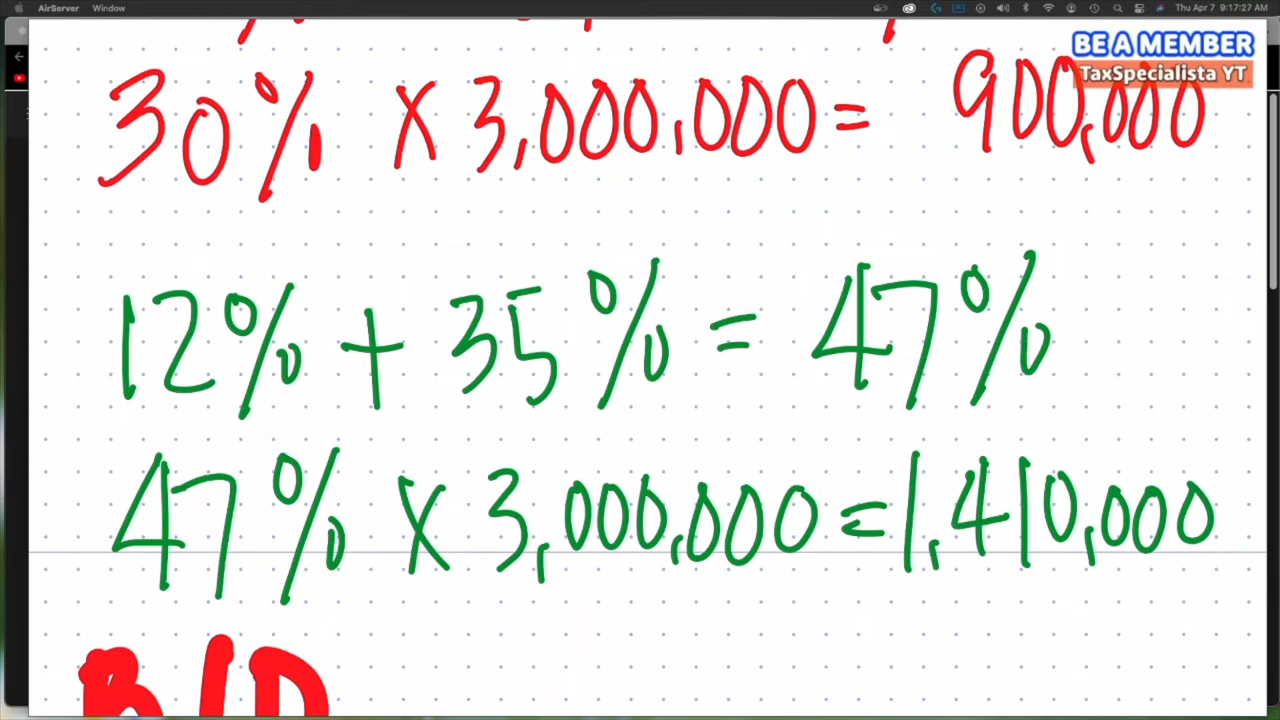 AirServer Window Thu Apr 7 9:17:27 AM
BE A MEMBER
TaxSpecialista YT
30% x 3,000,000 = 900,000
12% + 35% = 47%
47% x 3,000,000 = 1,410,000